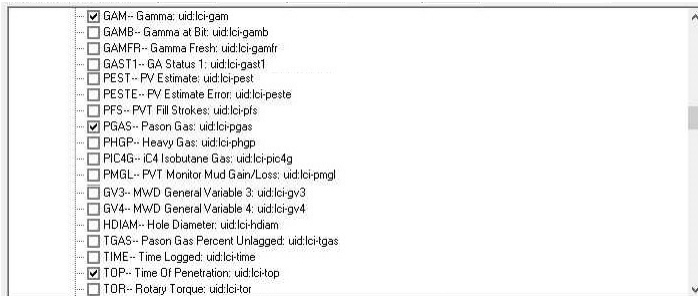 GAM-- Gamma: uid:lci-gam
GAMB-- Gamma at Bit: uid:lci-gamb
GAMFR-- Gamma Fresh: uid:lci-gamfr
GAST1-- GA Status 1: uid:lci-gast1
PEST-- PV Estimate: uid:lci-pest
PESTE-- PV Estimate Error: uid:lci-peste
PFS-- PVT Fill Strokes: uid:lci-pfs
PGAS-- Pason Gas: uid:lci-pgas
PHGP-- Heavy Gas: uid:lci-phgp
PIC4G-- iC4 Isobutane Gas: uid:lci-pic4g
PMGL-- PVT Monitor Mud Gain/Loss: uid:lci-pmgl
GV3-- MWD General Variable 3: uid:lci-gv3
GV4-- MWD General Variable 4: uid:lci-gv4
HDIAM-- Hole Diameter: uid:lci-hdiam
TGAS-- Pason Gas Percent Unlagged: uid:lci-tgas
TIME-- Time Logged: uid:lci-time
TOP-- Time Of Penetration: uid:lci-top
TOR-- Rotary Torque: uid:lci-tor